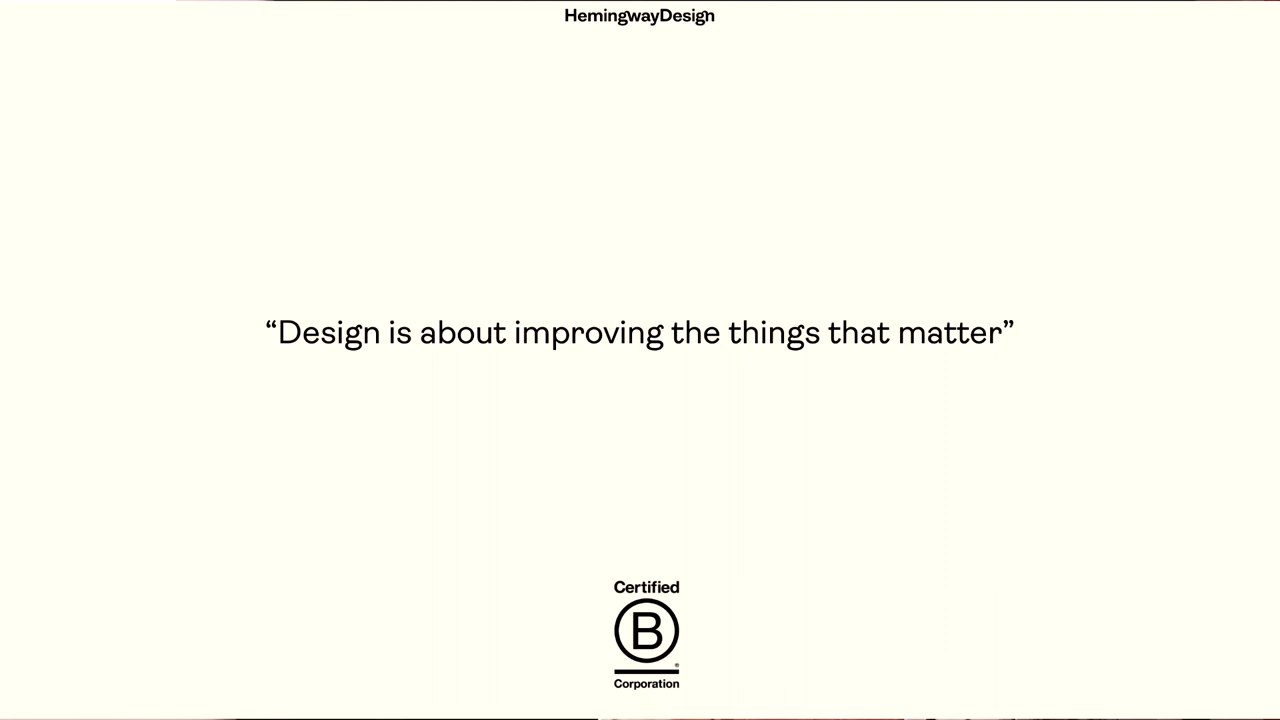 HemingwayDesign
“Design is about improving the things that matter”
Certified
B
®
Corporation